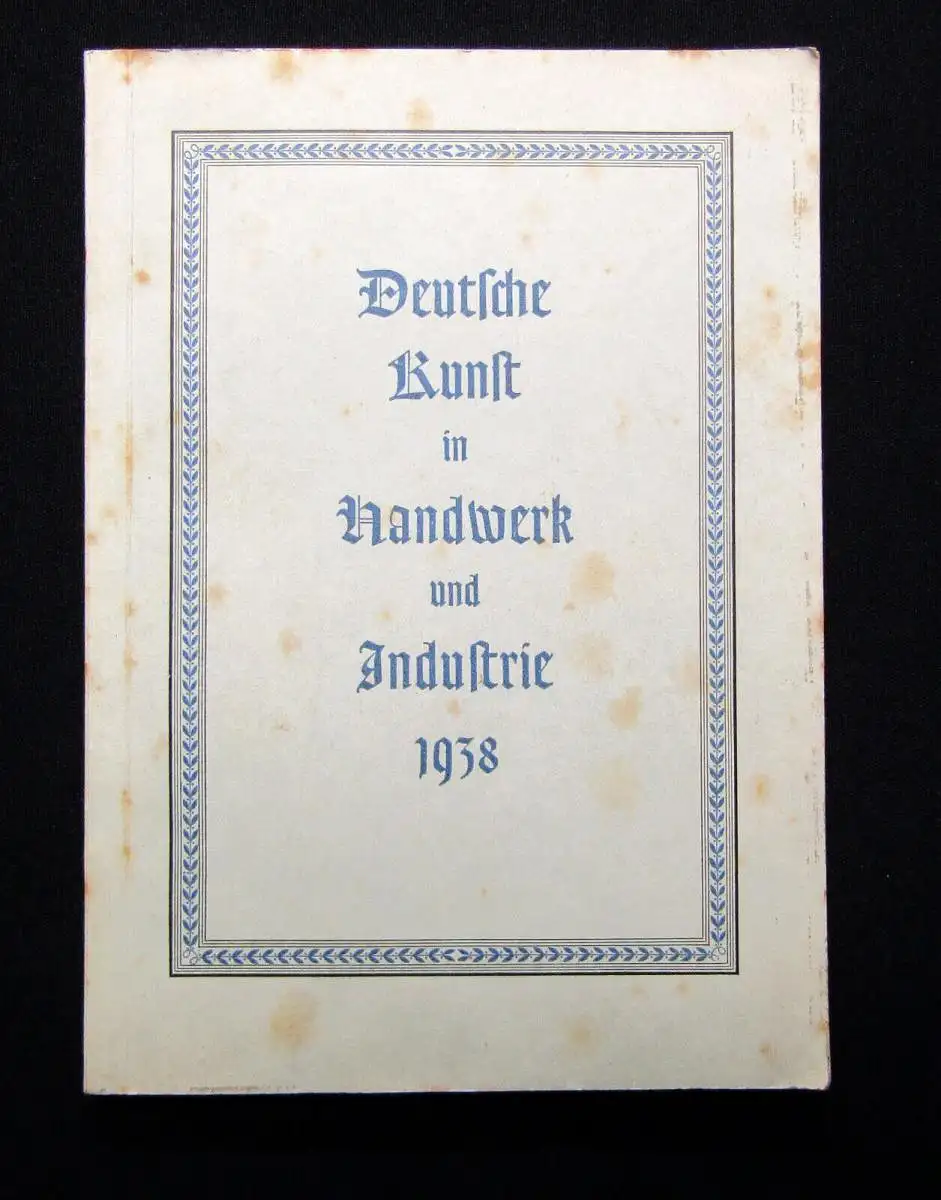 Deutſche
Kunſt
in
Handwerk
und
Induſtrie
1938